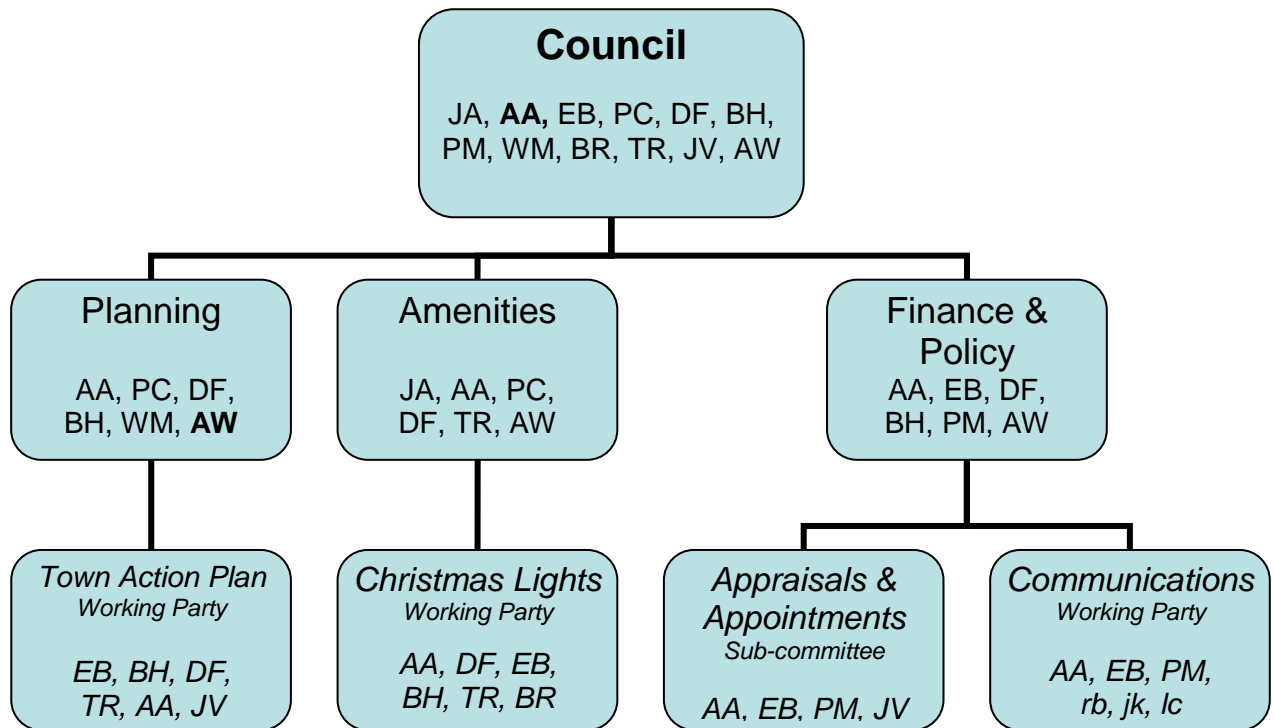 Council
JA, AA, EB, PC, DF, BH,
PM, WM, BR, TR, JV, AW
Planning
AA, PC, DF,
BH, WM, AW
Amenities
JA, AA, PC,
DF, TR, AW
Finance &
Policy
AA, EB, DF,
BH, PM, AW
Town Action Plan
Working Party
EB, BH, DF,
TR, AA, JV
Christmas Lights
Working Party
AA, DF, EB,
BH, TR, BR
Appraisals &
Appointments
Sub-committee
AA, EB, PM, JV
Communications
Working Party
AA, EB, PM,
rb, jk, lc